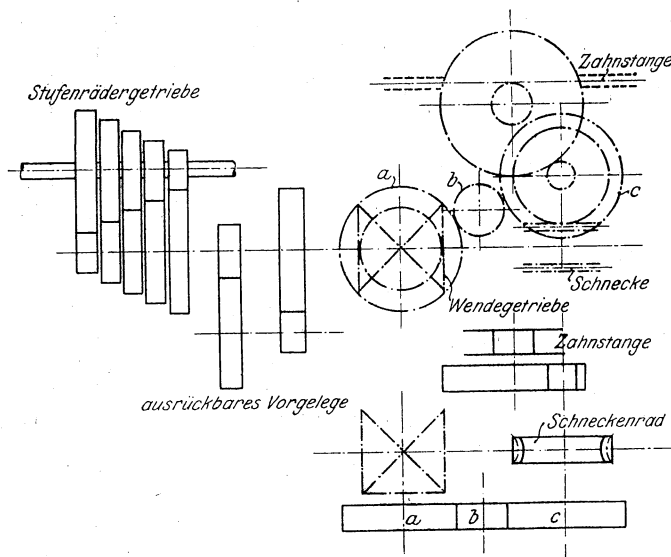 Zahnstange
Stufenrädergetriebe
a
b
c
Schnecke
Wendegetriebe
Zahnstange
ausrückbares Vorgelege
Schneckenrad
a
b
c